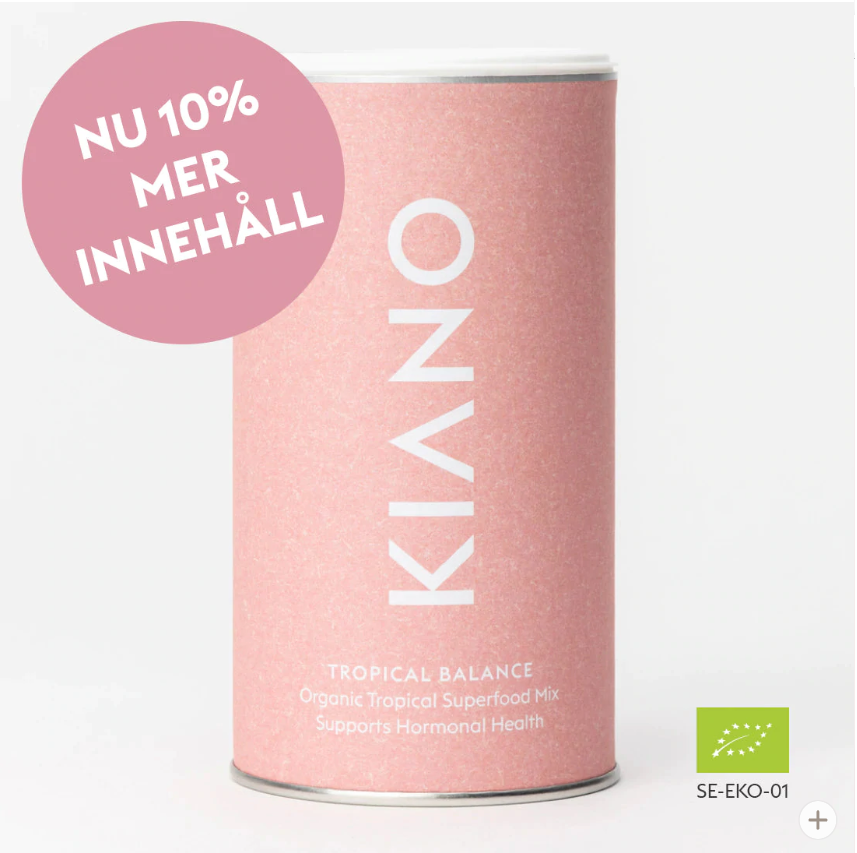 NU 10%
MER
INNEHÅLL
KIANO
TROPICAL BALANCE
Organic Tropical Superfood Mix
Supports Hormonal Health
SE-EKO-01